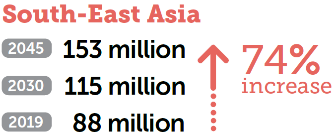 South-East Asia
2045 153 million
2030 115 million
2019 88 million
74%
increase